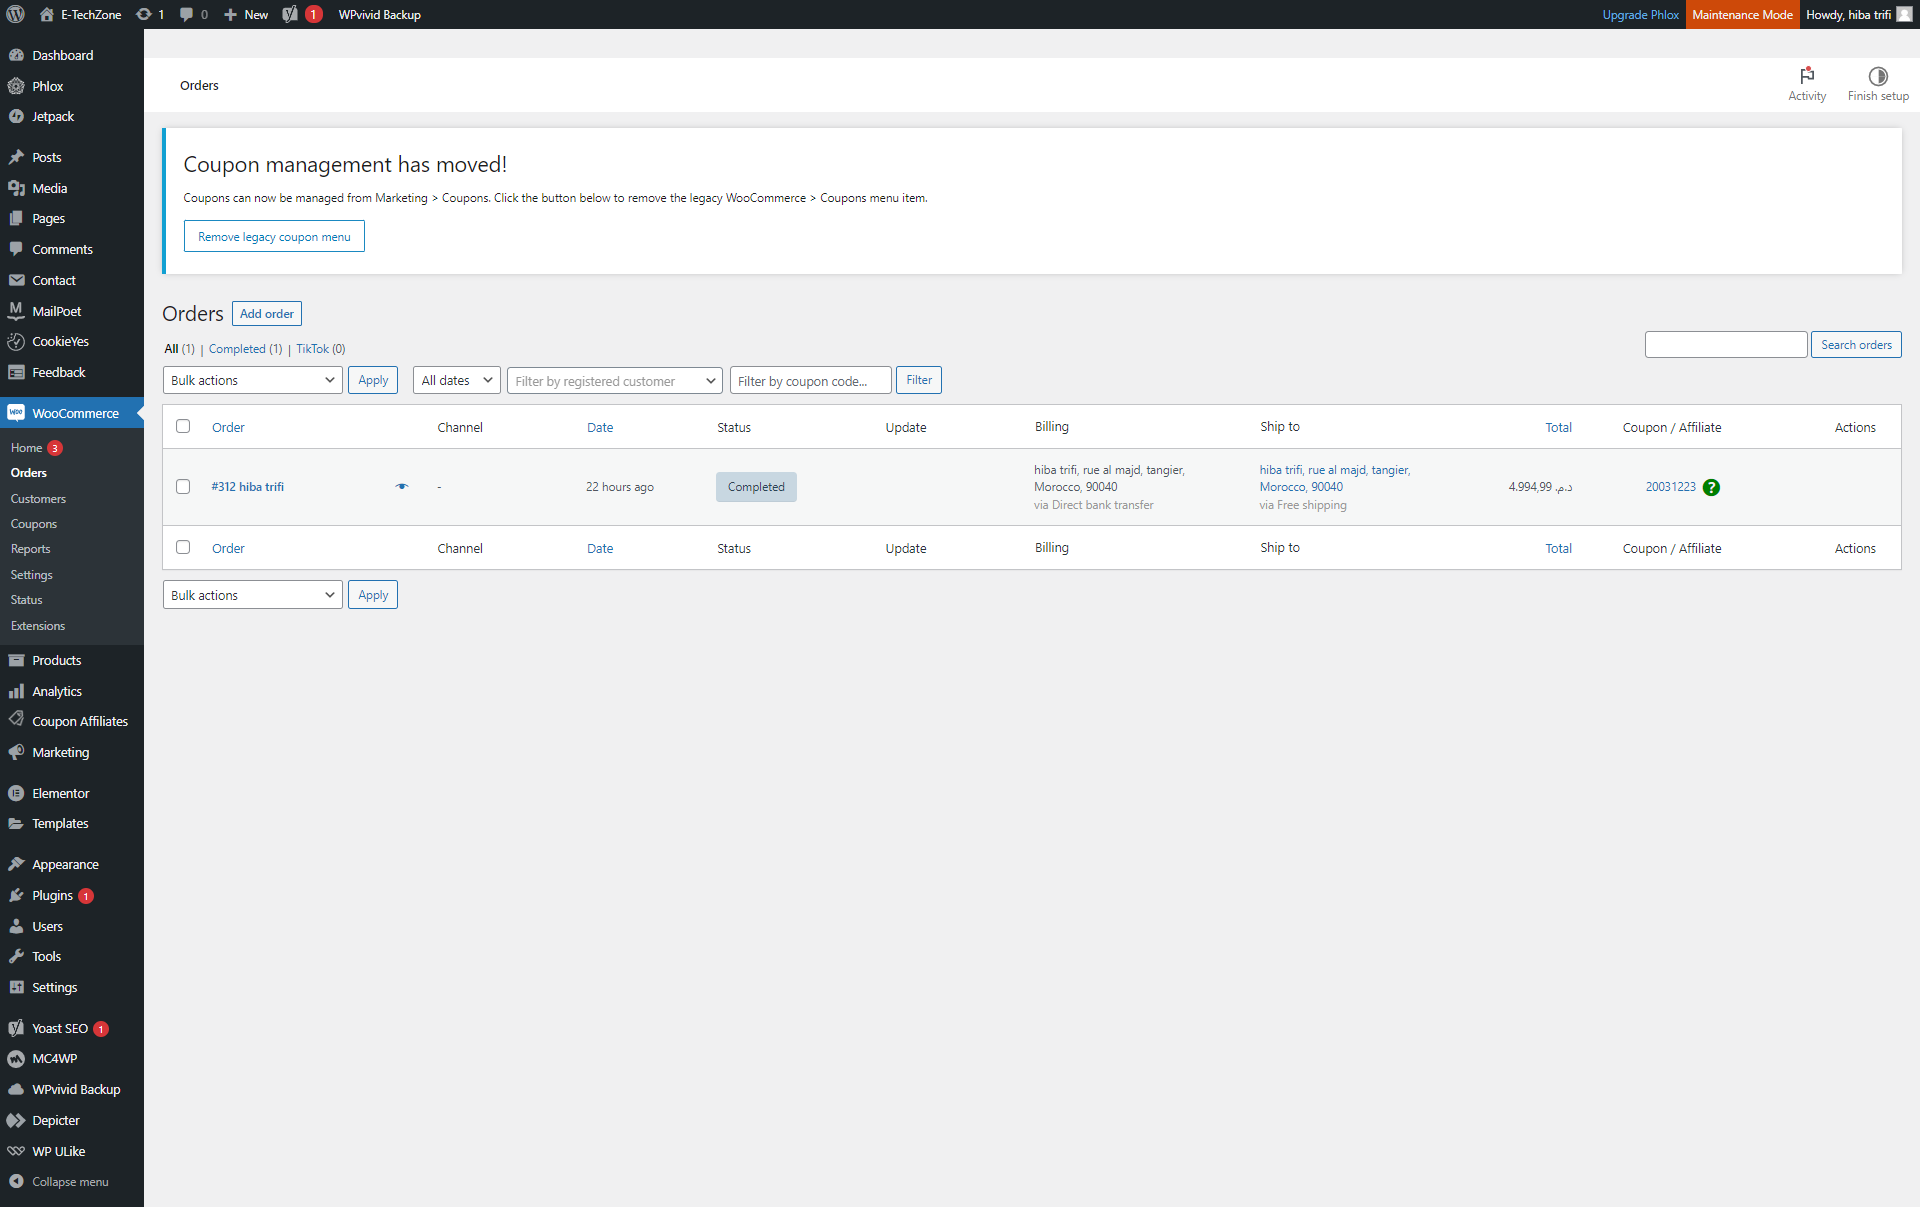 E-TechZone 1 0 New 1 WPvivid Backup Upgrade Phlox Maintenance Mode Howdy, hiba trifi
Dashboard
Phlox
Jetpack
Posts
Media
Pages
Comments
Contact
MailPoet
CookieYes
Feedback
WooCommerce
Home 3
Orders
Customers
Coupons
Reports
Settings
Status
Extensions
Products
Analytics
Coupon Affiliates
Marketing
Elementor
Templates
Appearance
Plugins 1
Users
Tools
Settings
Yoast SEO 1
MC4WP
WPvivid Backup
Depicter
WP ULike
Collapse menu
Orders
Activity
Finish setup
Coupon management has moved!
Coupons can now be managed from Marketing > Coupons. Click the button below to remove the legacy WooCommerce > Coupons menu item.
Remove legacy coupon menu
Orders Add order
All (1) | Completed (1) | TikTok (0)
Search orders
Bulk actions Apply All dates Filter by registered customer Filter by coupon code... Filter
Order Channel Date Status Update Billing Ship to Total Coupon / Affiliate Actions
#312 hiba trifi - 22 hours ago Completed
hiba trifi, rue al majd, tangier,
Morocco, 90040
via Direct bank transfer
hiba trifi, rue al majd, tangier,
Morocco, 90040
via Free shipping
4.994,99 د.م.
20031223 ?
Order Channel Date Status Update Billing Ship to Total Coupon / Affiliate Actions
Bulk actions Apply